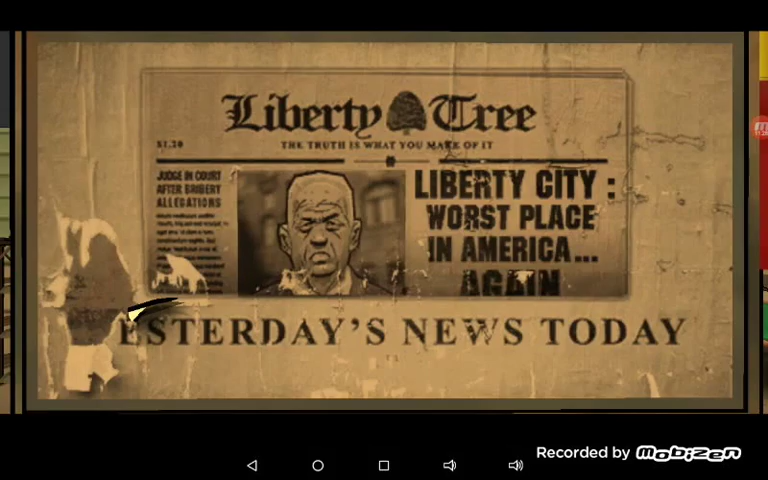 Liberty Tree
$1.20
THE TRUTH IS WHAT YOU MAKE OF IT
JUDGE IN COURT
AFTER BRIBERY
ALLEGATIONS
LIBERTY CITY :
WORST PLACE
IN AMERICA...
AGAIN
ESTERDAY'S NEWS TODAY
Recorded by mobizen